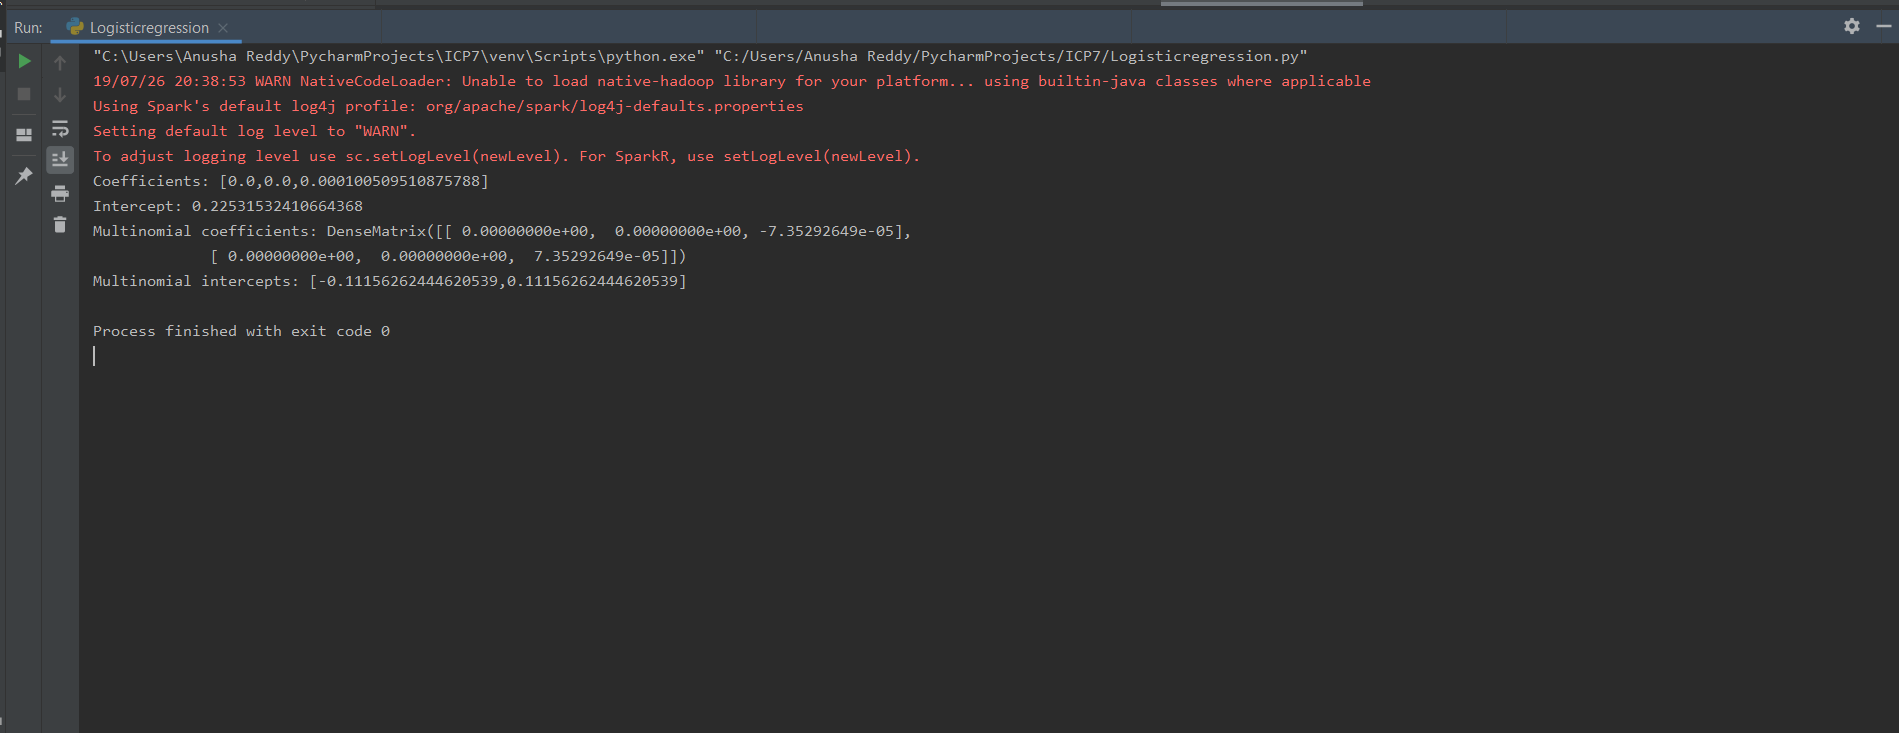 Run: Logisticregression
"C:\Users\Anusha Reddy\PycharmProjects\ICP7\venv\Scripts\python.exe" "C:/Users/Anusha Reddy/PycharmProjects/ICP7/Logisticregression.py"
19/07/26 20:38:53 WARN NativeCodeLoader: Unable to load native-hadoop library for your platform... using builtin-java classes where applicable
Using Spark's default log4j profile: org/apache/spark/log4j-defaults.properties
Setting default log level to "WARN".
To adjust logging level use sc.setLogLevel(newLevel). For SparkR, use setLogLevel(newLevel).
Coefficients: [0.0,0.0,0.000100509510875788]
Intercept: 0.22531532410664368
Multinomial coefficients: DenseMatrix([[ 0.00000000e+00,  0.00000000e+00, -7.35292649e-05],
             [ 0.00000000e+00,  0.00000000e+00,  7.35292649e-05]])
Multinomial intercepts: [-0.11156262444620539,0.11156262444620539]
Process finished with exit code 0